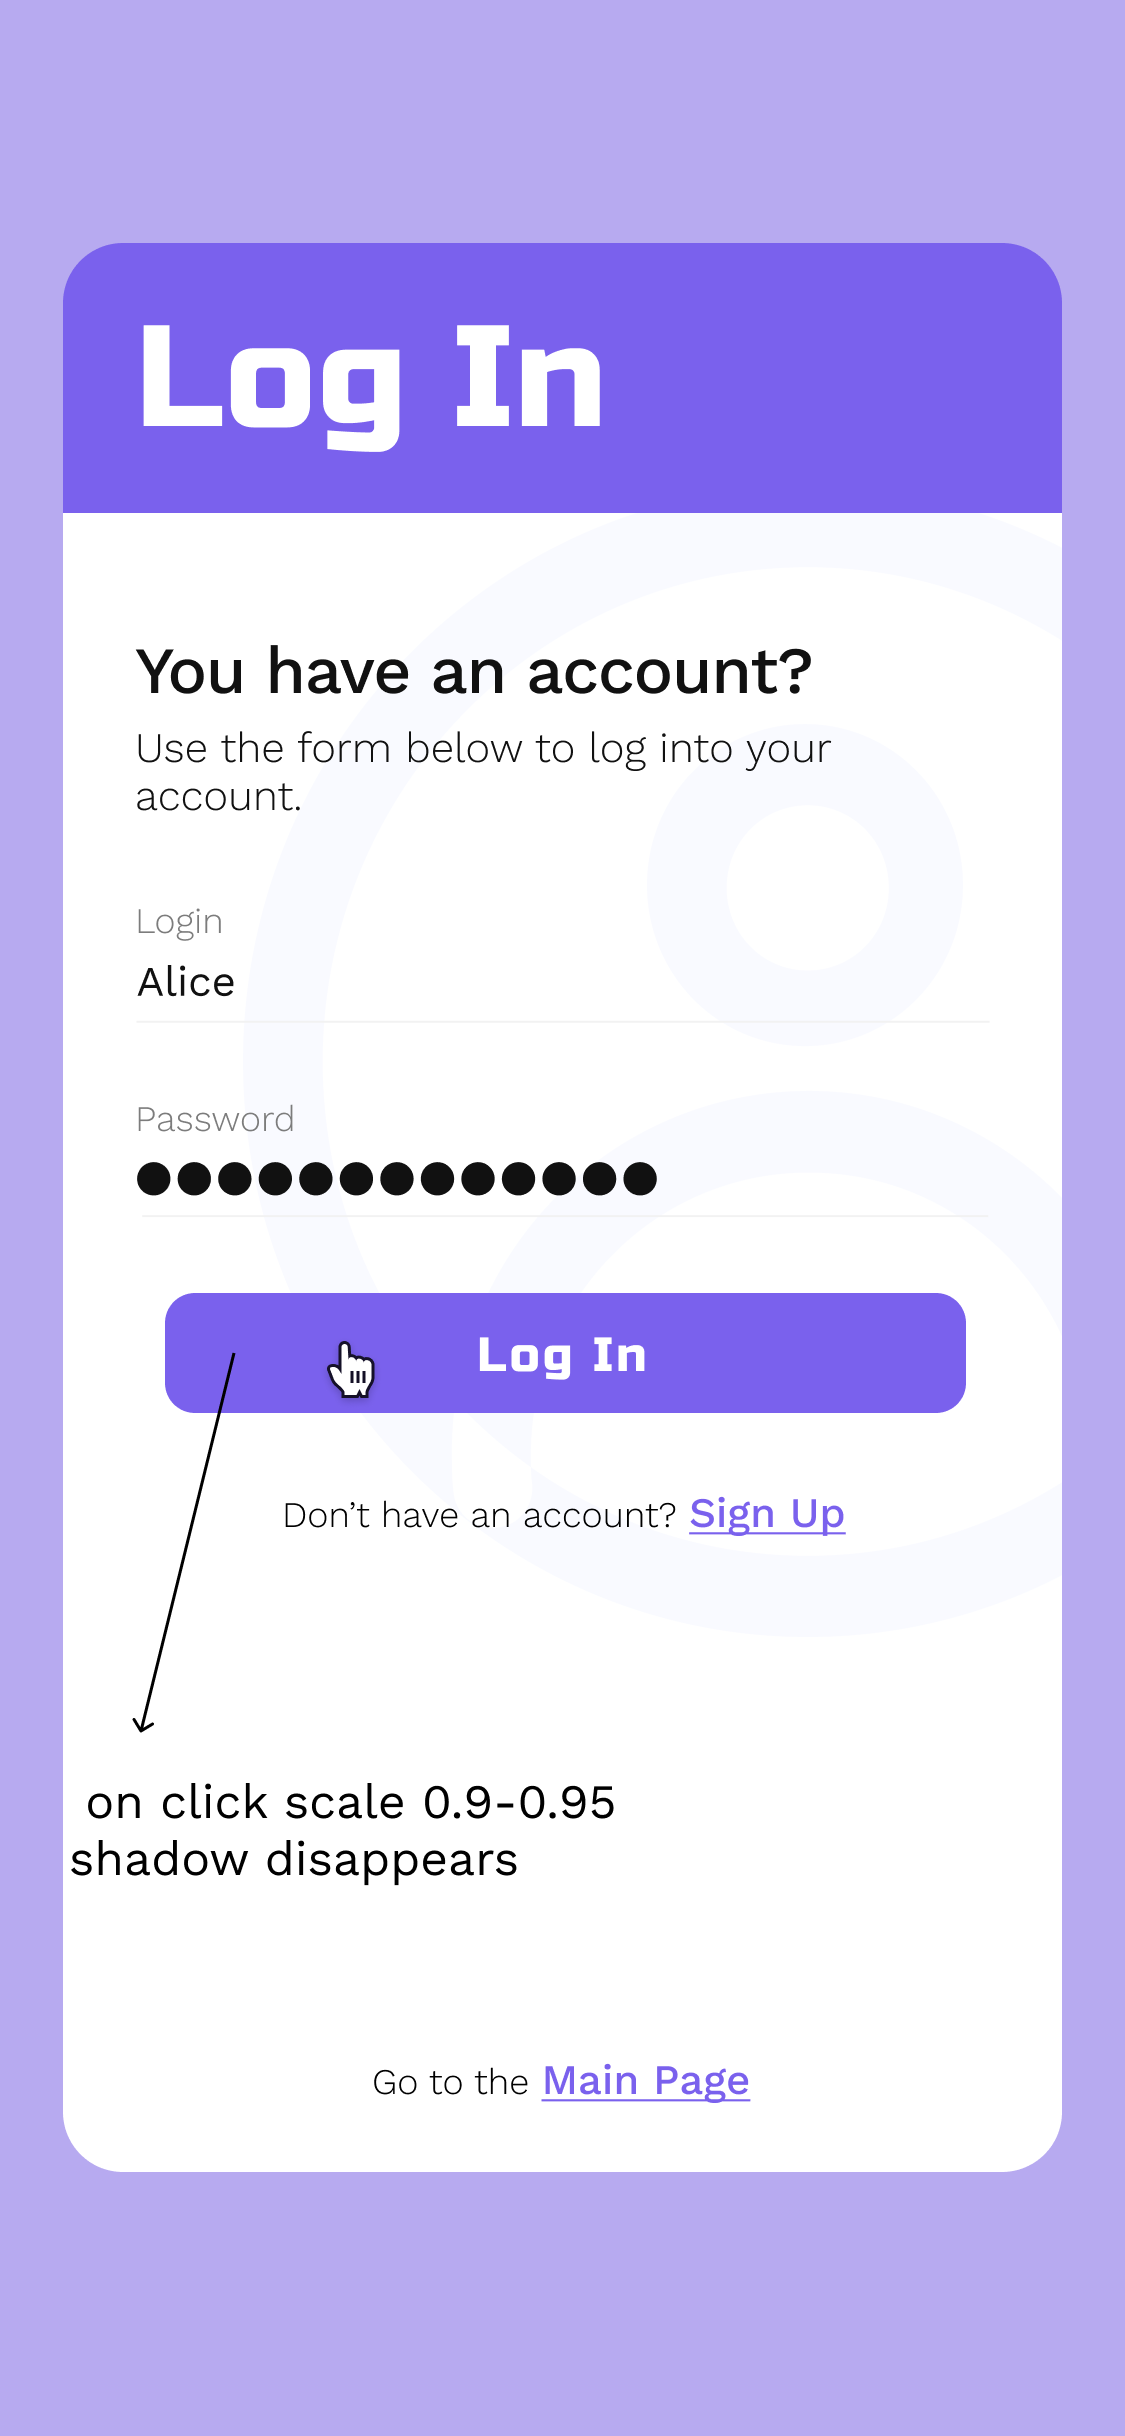 Log In
You have an account?
Use the form below to log into your
account.
Login
Alice
Password
●●●●●●●●●●●●●
Log In
Don’t have an account? Sign Up
on click scale 0.9-0.95
shadow disappears
Go to the Main Page